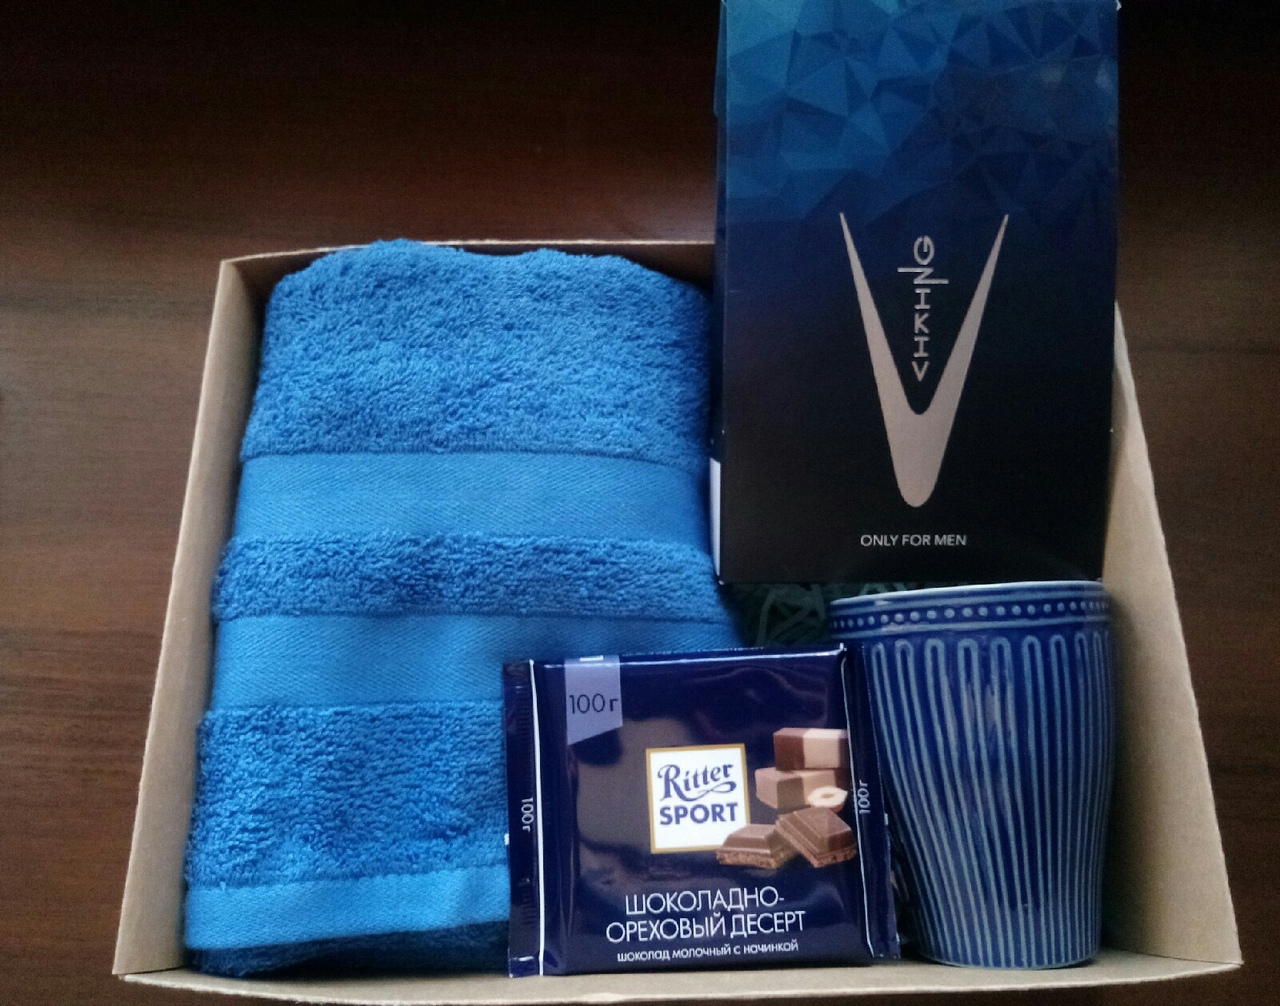 VIKING
ONLY FOR MEN
100г
Ritter
SPORT
100г
100г
ШОКОЛАДНО-
ОРЕХОВЫЙ ДЕСЕРТ
ШОКОЛАД МОЛОЧНЫЙ С НАЧИНКОЙ